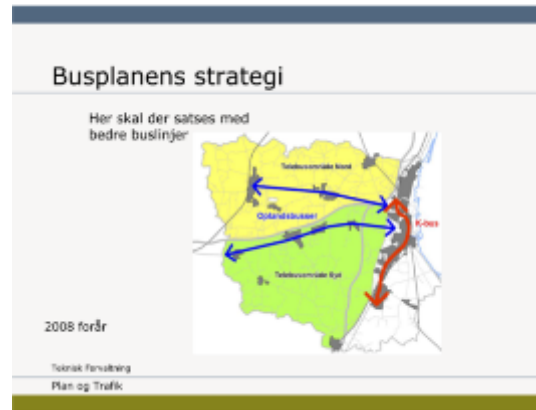 Busplanens strategi
Her skal der satses med
bedre buslinjer
Telebusområde Nord
Oplandsbusser
K-bus
Telebusområde Syd
2008 forår
Teknisk Forvaltning
Plan og Trafik